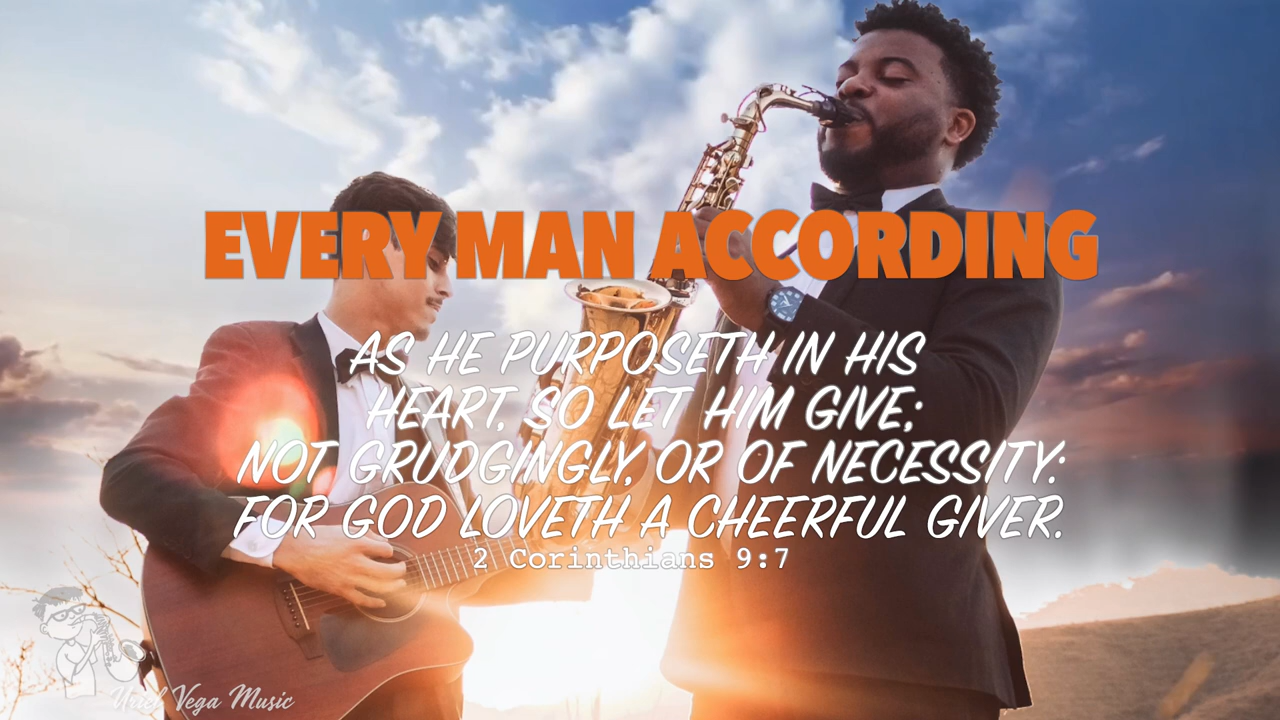 EVERY MAN ACCORDING
AS HE PURPOSETH IN HIS
HEART, SO LET HIM GIVE;
NOT GRUDGINGLY, OR OF NECESSITY:
FOR GOD LOVETH A CHEERFUL GIVER.
2 Corinthians 9:7
Uriel Vega Music